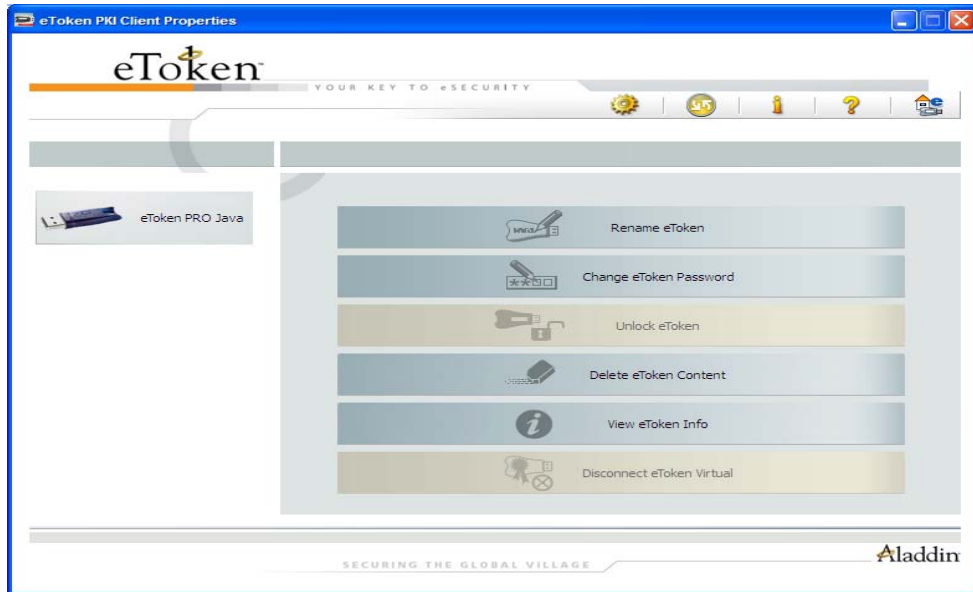 eToken PKI Client Properties
eToken
YOUR KEY TO eSECURITY
eToken PRO Java
Rename eToken
Change eToken Password
Unlock eToken
Delete eToken Content
View eToken Info
Disconnect eToken Virtual
SECURING THE GLOBAL VILLAGE
Aladdin